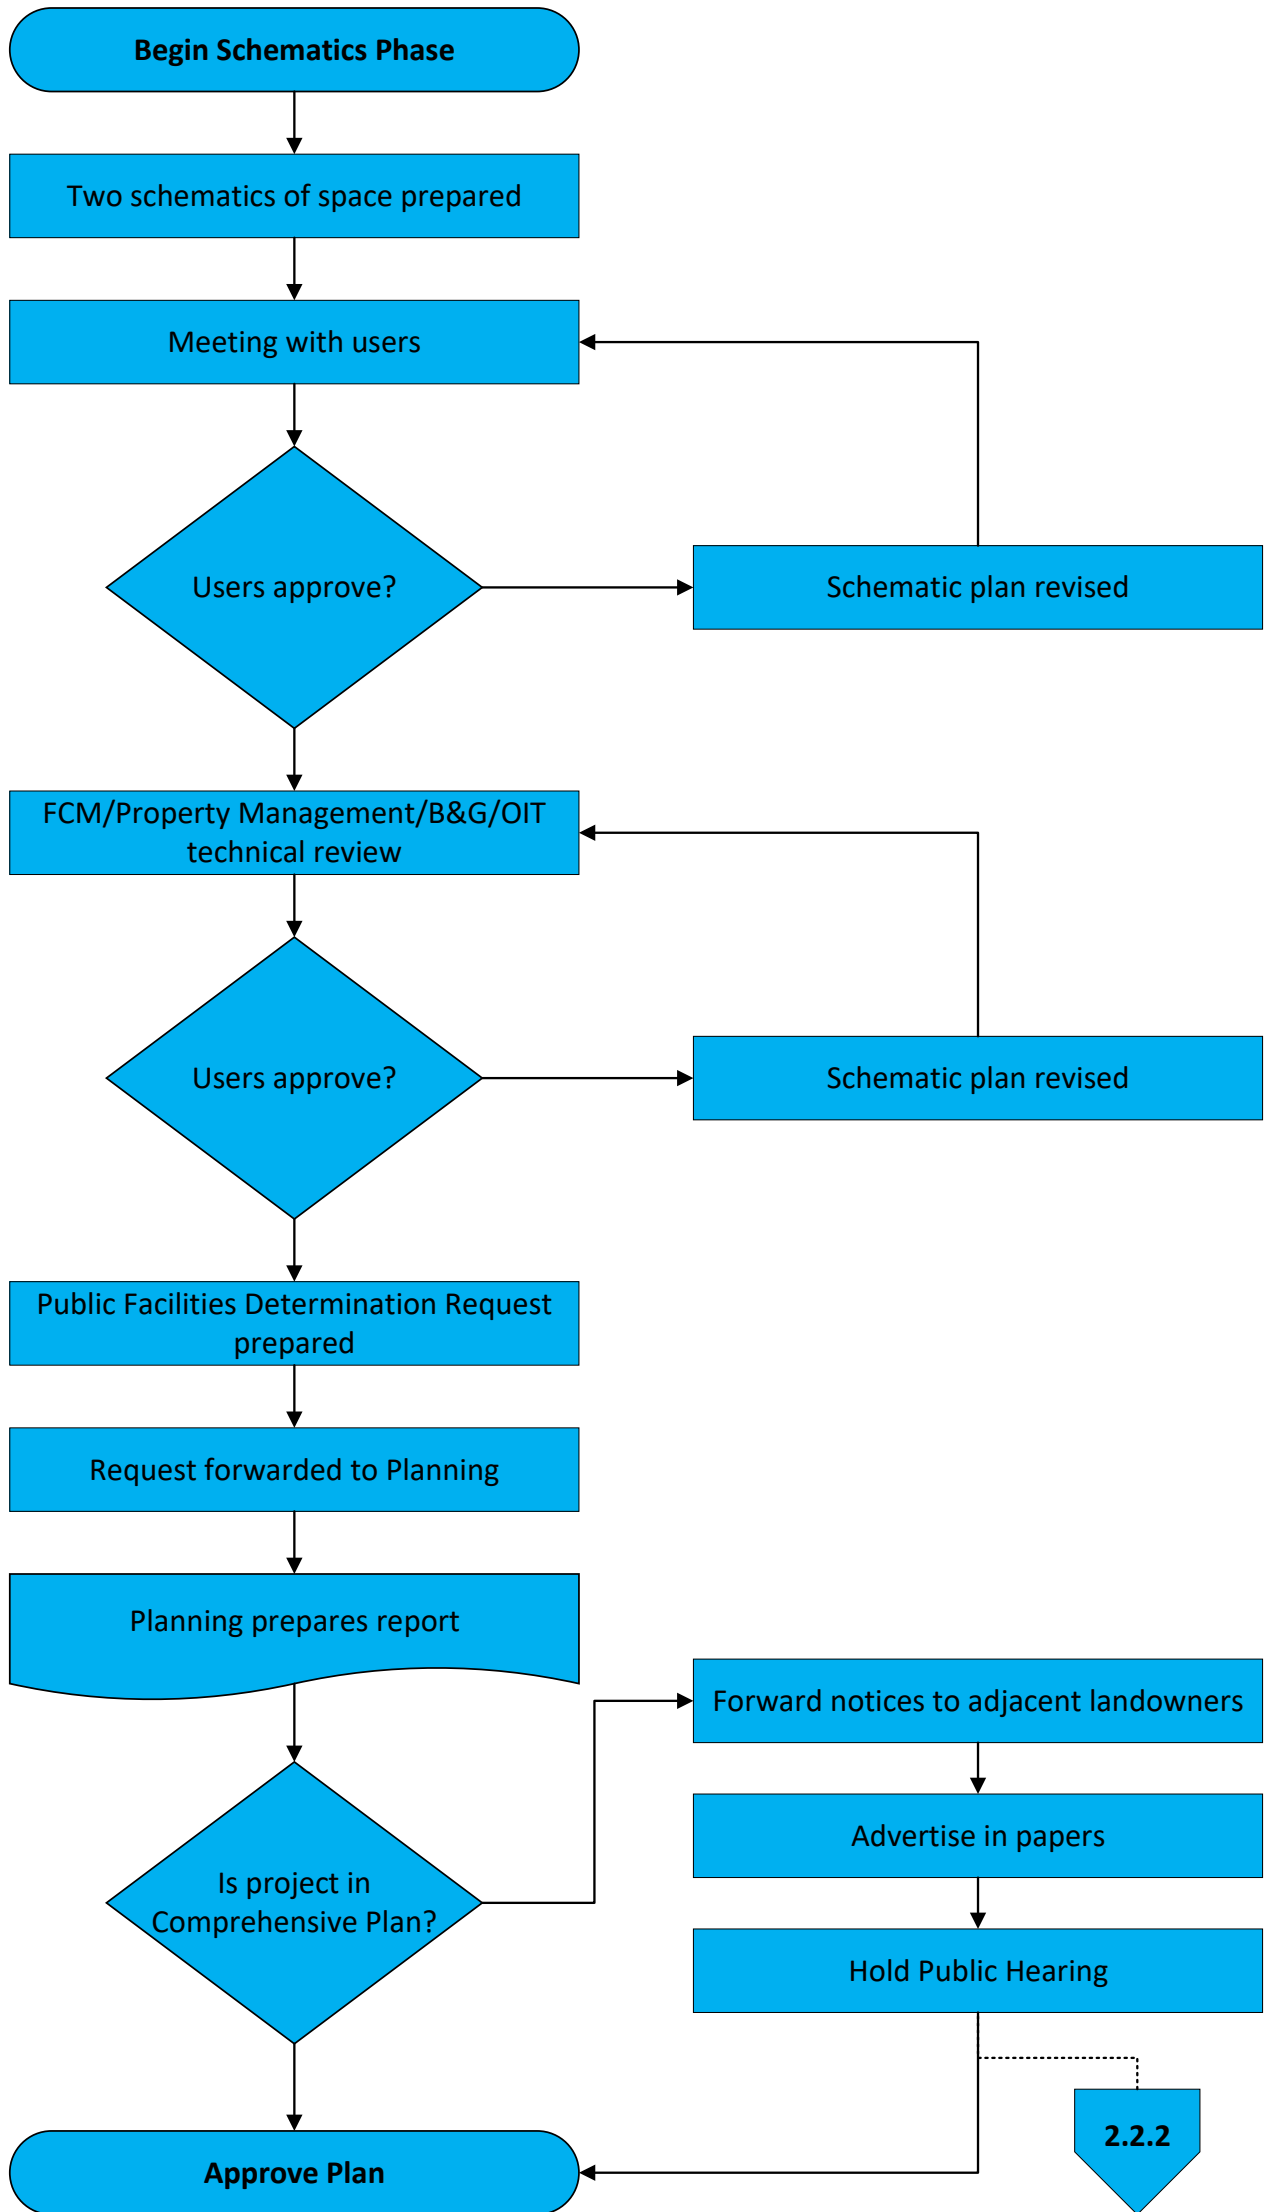 Begin Schematics Phase
Two schematics of space prepared
Meeting with users
Users approve?
Schematic plan revised
FCM/Property Management/B&G/OIT
technical review
Users approve?
Schematic plan revised
Public Facilities Determination Request
prepared
Request forwarded to Planning
Planning prepares report
Forward notices to adjacent landowners
Advertise in papers
Is project in
Comprehensive Plan?
Hold Public Hearing
2.2.2
Approve Plan